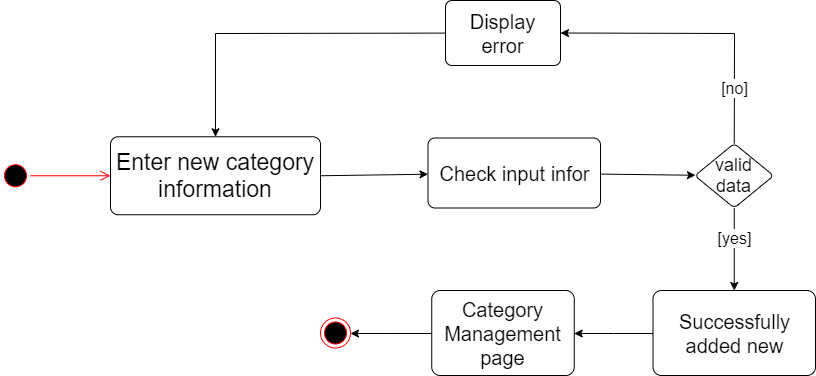 Display
error
[no]
Enter new category
information
Check input infor
valid
data
[yes]
Category
Management
page
Successfully
added new